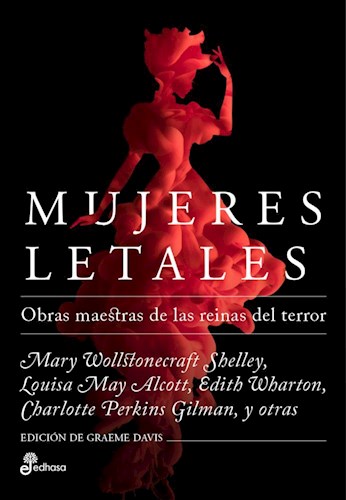 MUJERES
LETALES
Obras maestras de las reinas del terror
Mary Wollstonecraft Shelley,
Louisa May Alcott, Edith Wharton,
Charlotte Perkins Gilman, y otras
EDICIÓN DE GRAEME DAVIS
edhasa